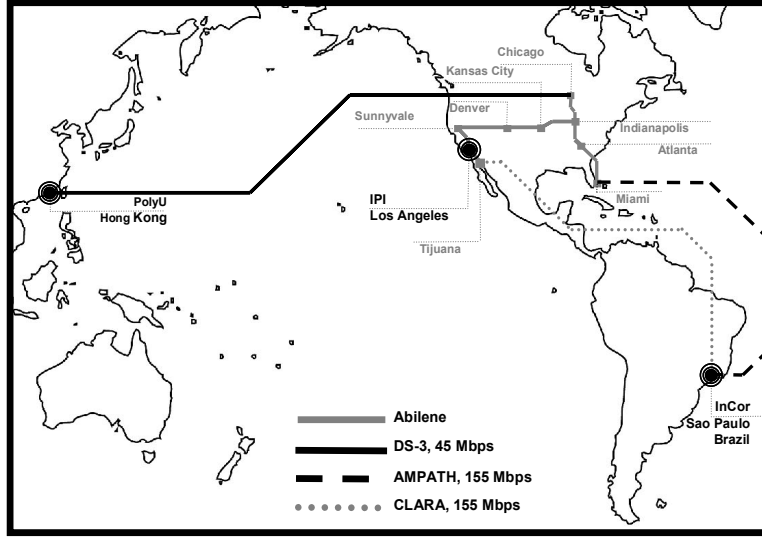 Chicago
Kansas City
Denver
Sunnyvale
Indianapolis
Atlanta
PolyU
Hong Kong
IPI
Los Angeles
Miami
Tijuana
InCor
Sao Paulo
Brazil
Abilene
DS-3, 45 Mbps
AMPATH, 155 Mbps
CLARA, 155 Mbps